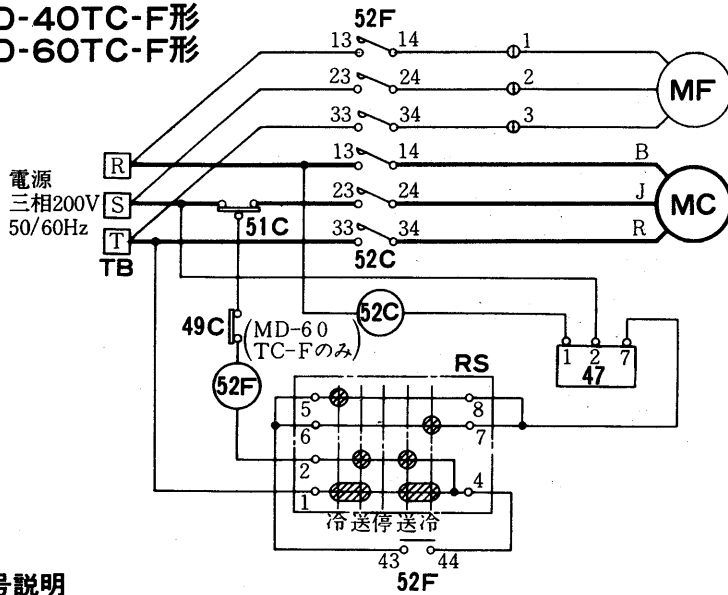 D-40TC-F形
D-60TC-F形
52F
13 14 1
23 24 2
33 34 3
MF
電源
三相200V
50/60Hz
R
S
T
TB
13 14 B
23 24 J
33 34 R
MC
51C
52C
49C
(MD-60
TC-Fのみ)
52C
1 2 7
47
52F
RS
5 8
6 7
2
1 4
冷 送 停 送 冷
43 44
52F
号説明